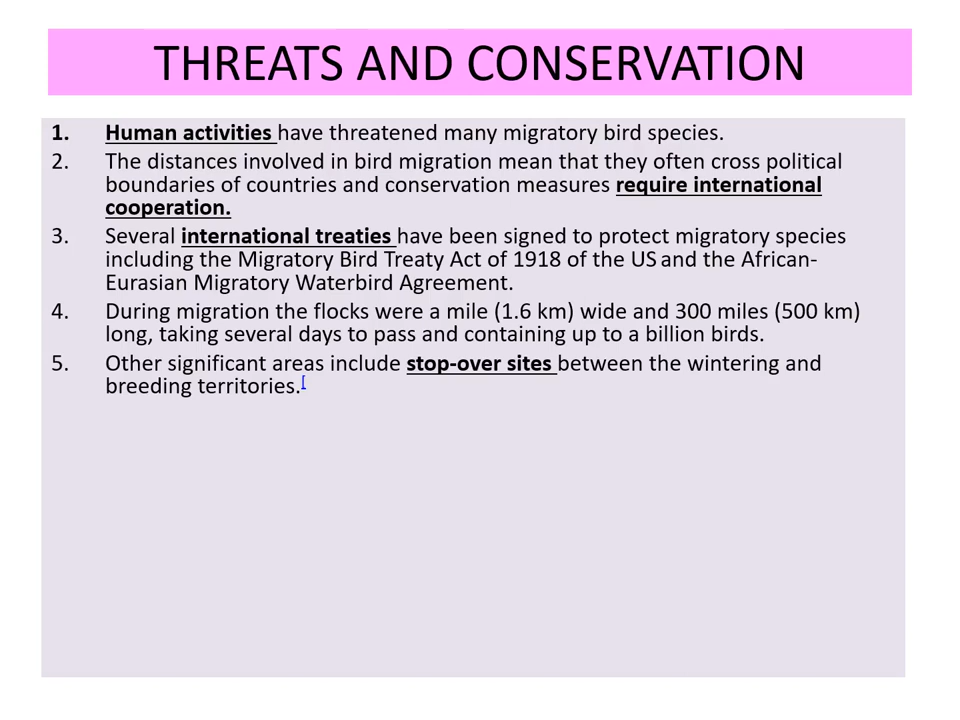 THREATS AND CONSERVATION
1. Human activities have threatened many migratory bird species.
2. The distances involved in bird migration mean that they often cross political
boundaries of countries and conservation measures require international
cooperation.
3. Several international treaties have been signed to protect migratory species
including the Migratory Bird Treaty Act of 1918 of the US and the African-
Eurasian Migratory Waterbird Agreement.
4. During migration the flocks were a mile (1.6 km) wide and 300 miles (500 km)
long, taking several days to pass and containing up to a billion birds.
5. Other significant areas include stop-over sites between the wintering and
breeding territories.[